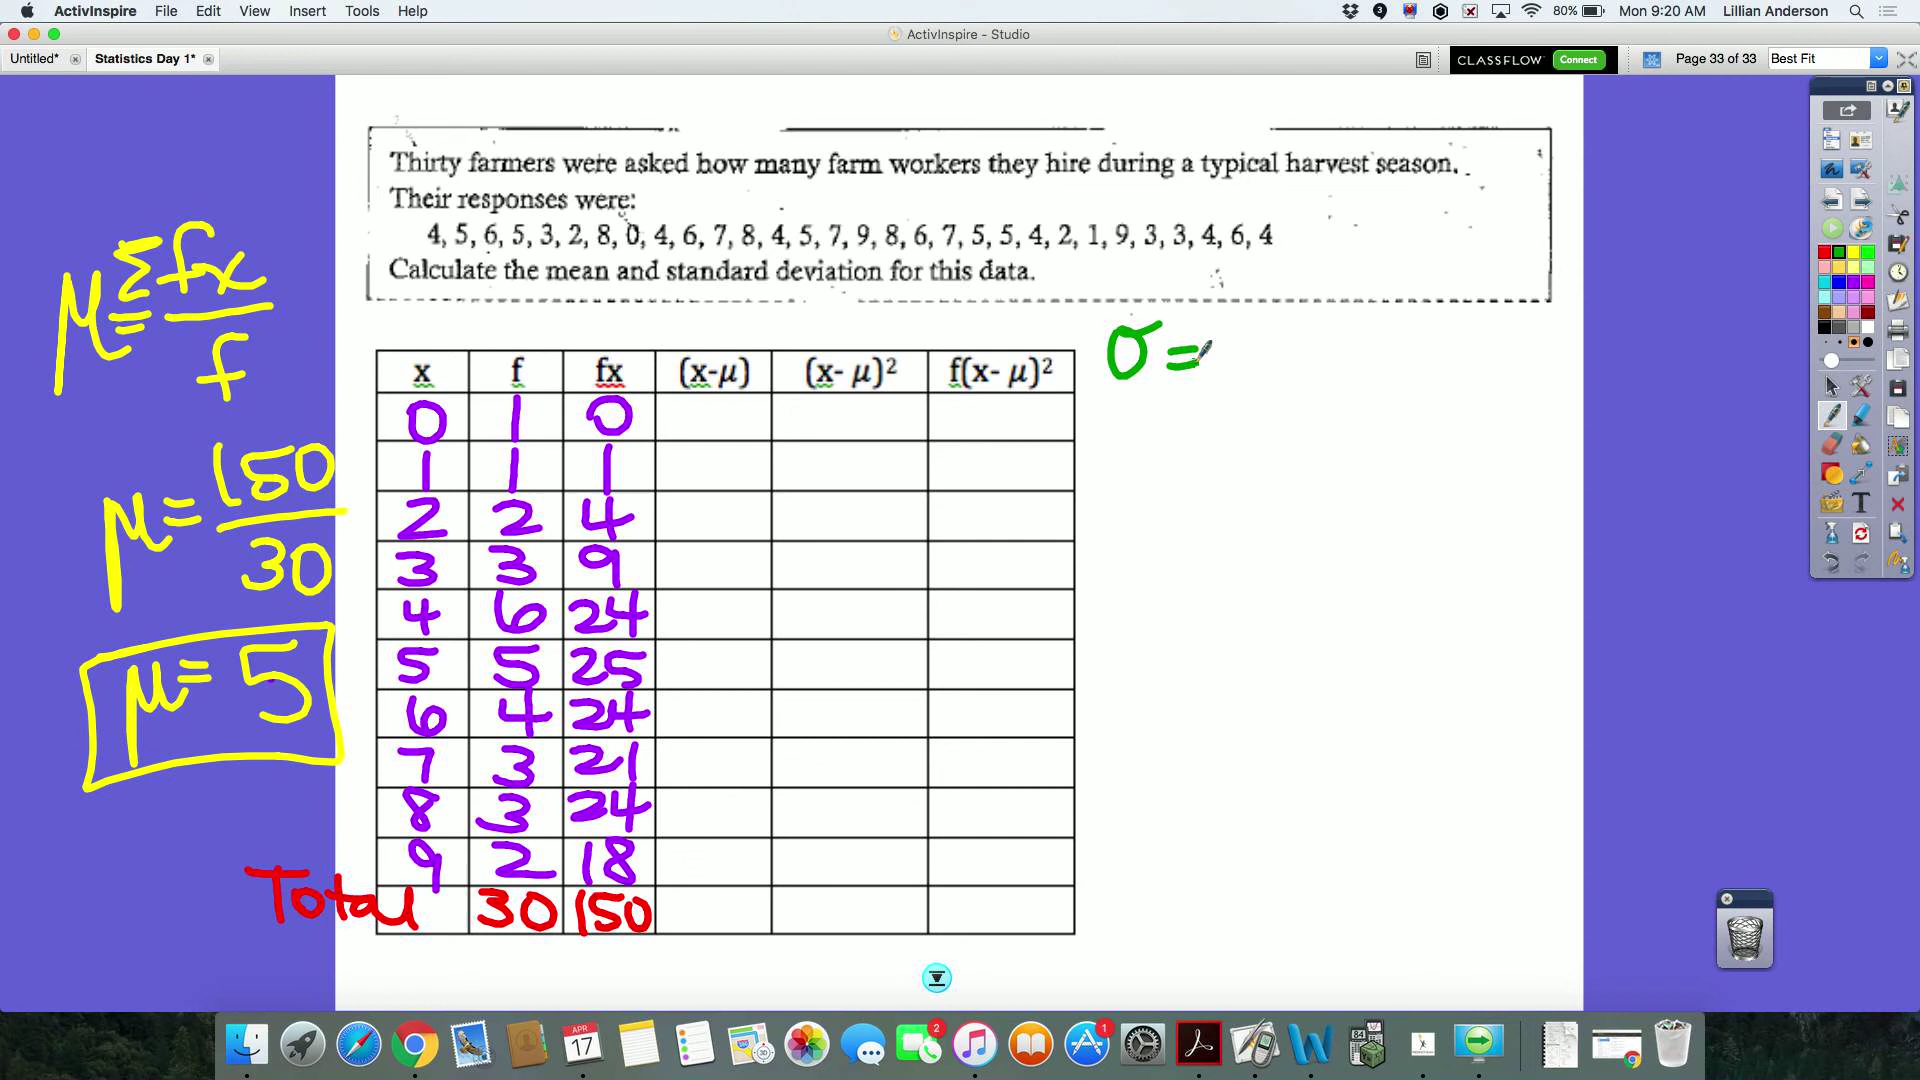 ActivInspire File Edit View Insert Tools Help 3 80% Mon 9:20 AM Lillian Anderson
ActivInspire - Studio
Untitled* Statistics Day 1* CLASSFLOW Connect Page 33 of 33 Best Fit
Thirty farmers were asked how many farm workers they hire during a typical harvest season.
Their responses were:
4, 5, 6, 5, 3, 2, 8, 0, 4, 6, 7, 8, 4, 5, 7, 9, 8, 6, 7, 5, 5, 4, 2, 1, 9, 3, 3, 4, 6, 4
Calculate the mean and standard deviation for this data.
μ = Σfx
f
μ = 150
30
μ = 5
σ =
x f fx (x-μ) (x- μ)² f(x- μ)²
0 1 0
1 1 1
2 2 4
3 3 9
4 6 24
5 5 25
6 4 24
7 3 21
8 3 24
9 2 18
Total 30 150
APR
17
2
1